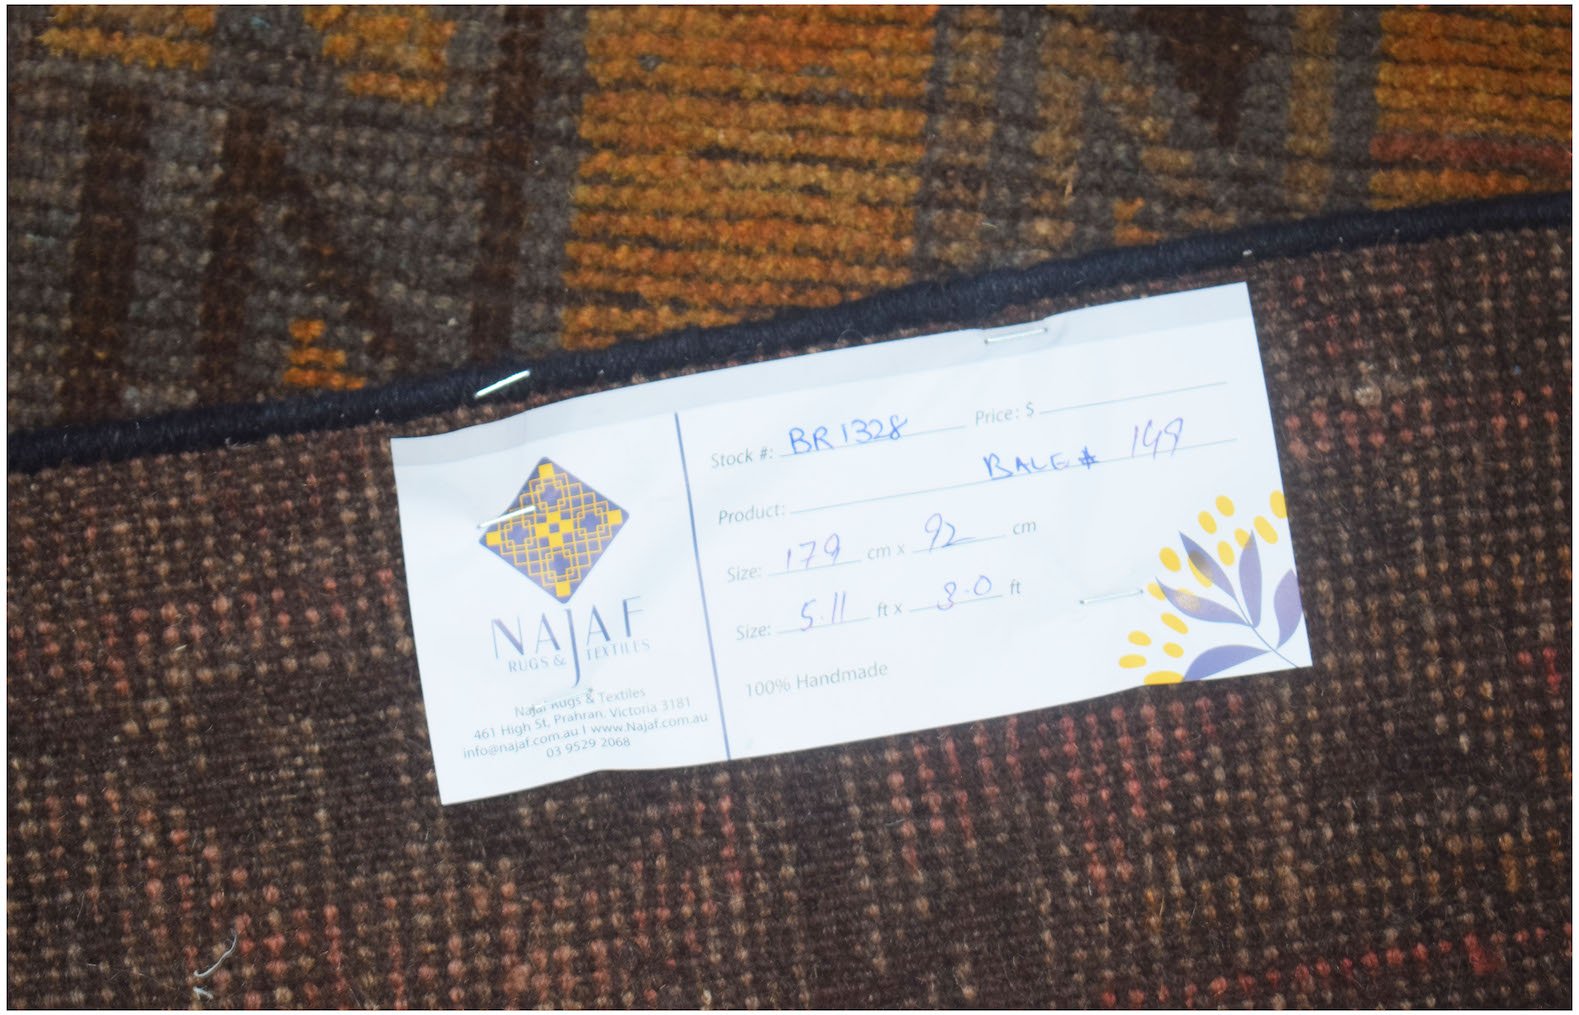 NAJAF
RUGS & TEXTILES
Najaf Rugs & Textiles
461 High St, Prahran, Victoria 3181
info@najaf.com.au | www.Najaf.com.au
03 9529 2068
Stock #: BR1328 Price: $
Product: BALE # 149
Size: 179 cm x 92 cm
Size: 5.11 ft x 3.0 ft
100% Handmade